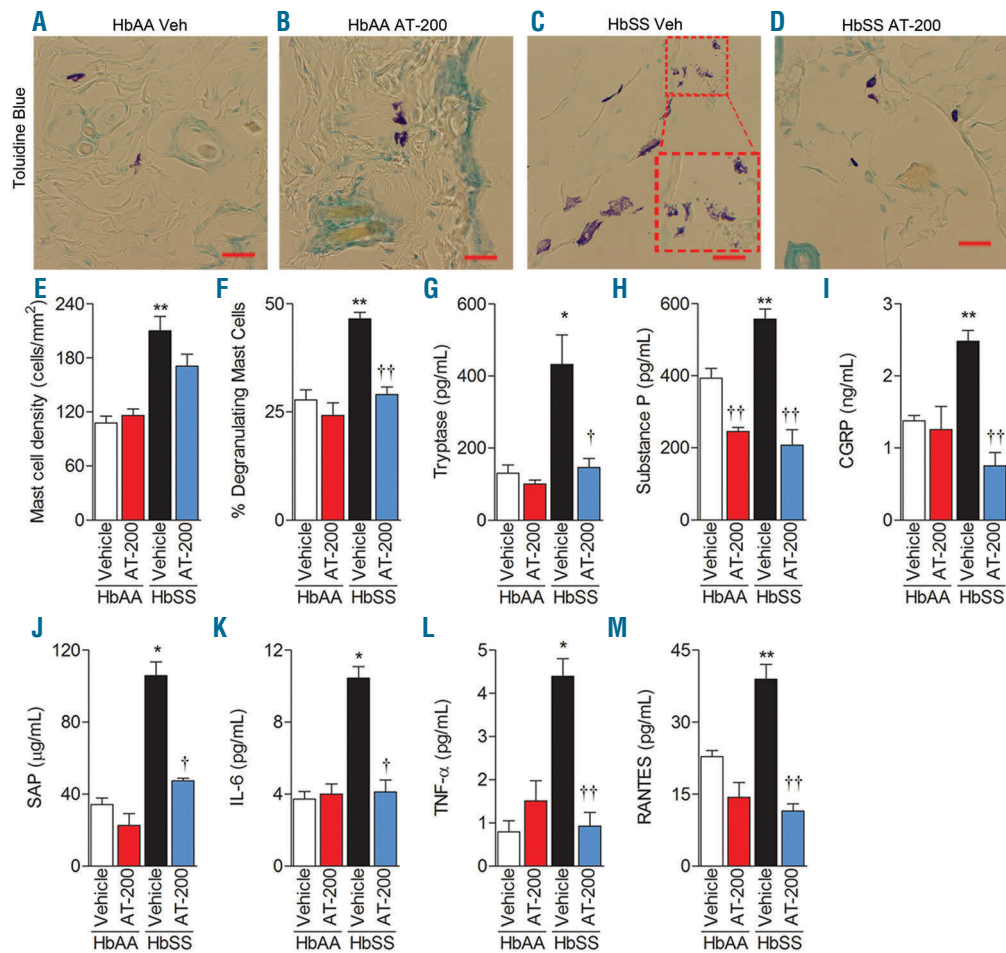 A HbAA Veh B HbAA AT-200 C HbSS Veh D HbSS AT-200
Toluidine Blue
E F G H I
Mast cell density (cells/mm²)
240
180
120
60
0
**
Vehicle AT-200 Vehicle AT-200
HbAA HbSS
% Degranulating Mast Cells
50
25
0
**
††
Vehicle AT-200 Vehicle AT-200
HbAA HbSS
Tryptase (pg/mL)
600
400
200
0
*
†
Vehicle AT-200 Vehicle AT-200
HbAA HbSS
Substance P (pg/mL)
600
400
200
0
**
†† ††
Vehicle AT-200 Vehicle AT-200
HbAA HbSS
CGRP (ng/mL)
3
2
1
0
**
††
Vehicle AT-200 Vehicle AT-200
HbAA HbSS
J K L M
SAP (μg/mL)
120
80
40
0
*
†
Vehicle AT-200 Vehicle AT-200
HbAA HbSS
IL-6 (pg/mL)
12
8
4
0
*
†
Vehicle AT-200 Vehicle AT-200
HbAA HbSS
TNF-α (pg/mL)
5
4
3
2
1
0
*
††
Vehicle AT-200 Vehicle AT-200
HbAA HbSS
RANTES (pg/mL)
45
30
15
0
**
††
Vehicle AT-200 Vehicle AT-200
HbAA HbSS